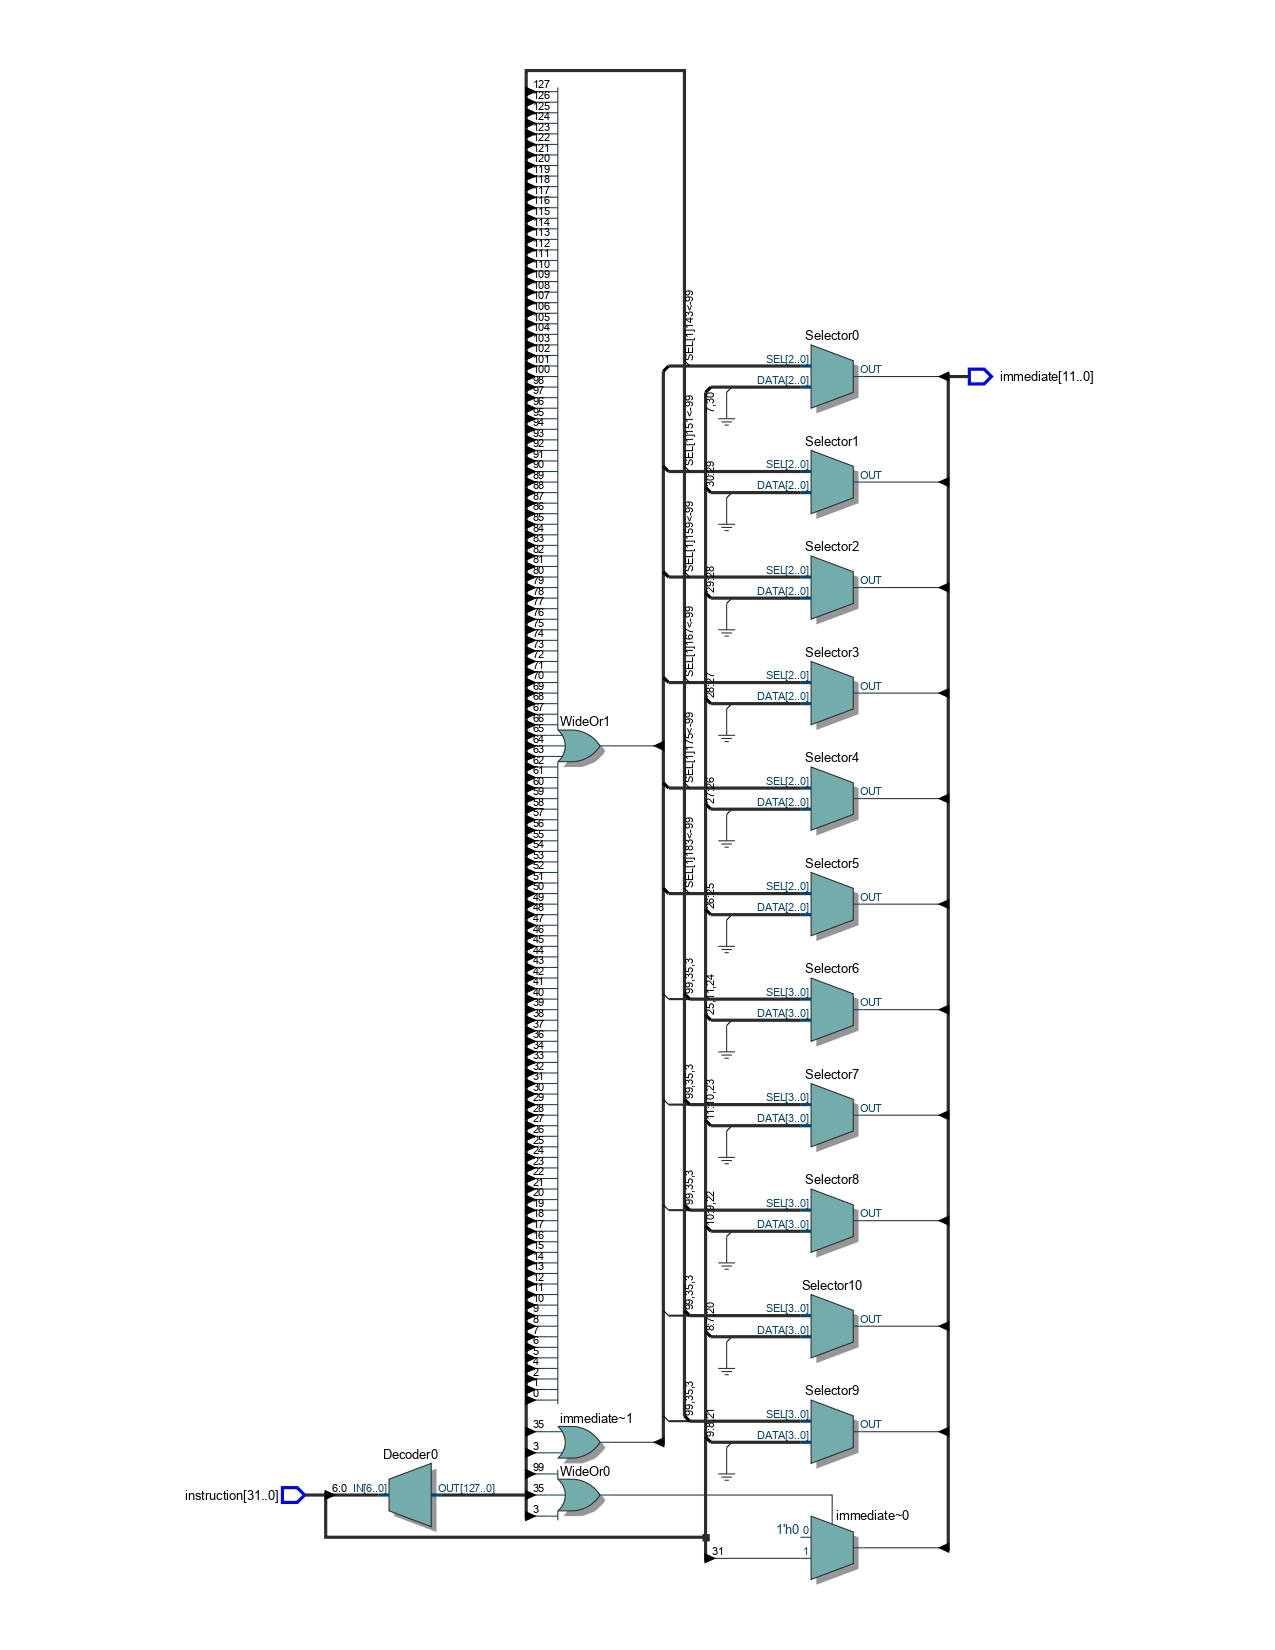 127
126
125
124
123
122
121
120
119
118
117
116
115
114
113
112
111
110
109
108
107
106
105
104
103
102
101
100
98
97
96
95
94
93
92
91
90
89
88
87
86
85
84
83
82
81
80
79
78
77
76
75
74
73
72
71
70
69
68
67
66
65
64
63
62
61
60
59
58
57
56
55
54
53
52
51
50
49
48
47
46
45
44
43
42
41
40
39
38
37
36
34
33
32
31
30
29
28
27
26
25
24
23
22
21
20
19
18
17
16
15
14
13
12
11
10
9
8
7
6
5
4
2
1
0
WideOr1
SEL[1]143<-99
Selector0
SEL[2..0]
DATA[2..0]
OUT
7,30
immediate[11..0]
SEL[1]151<-99
Selector1
SEL[2..0]
DATA[2..0]
OUT
30:29
SEL[1]159<-99
Selector2
SEL[2..0]
DATA[2..0]
OUT
29:28
SEL[1]167<-99
Selector3
SEL[2..0]
DATA[2..0]
OUT
28:27
SEL[1]175<-99
Selector4
SEL[2..0]
DATA[2..0]
OUT
27:26
SEL[1]183<-99
Selector5
SEL[2..0]
DATA[2..0]
OUT
26:25
99,35,3
Selector6
SEL[3..0]
DATA[3..0]
OUT
25,11,24
99,35,3
Selector7
SEL[3..0]
DATA[3..0]
OUT
11:10,23
99,35,3
Selector8
SEL[3..0]
DATA[3..0]
OUT
10:9,22
99,35,3
Selector10
SEL[3..0]
DATA[3..0]
OUT
8:7,20
99,35,3
Selector9
SEL[3..0]
DATA[3..0]
OUT
9:8,21
immediate~1
35
3
WideOr0
99
35
3
Decoder0
instruction[31..0]
6:0 IN[6..0]
OUT[127..0]
immediate~0
1'h0 0
31
1